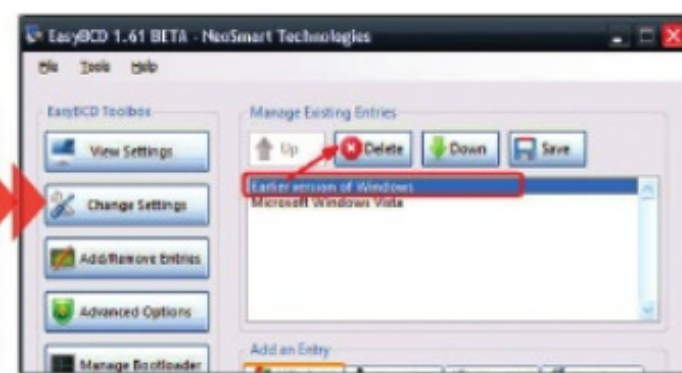 EasyBCD 1.61 BETA - NeoSmart Technologies
File Tools Help
EasyBCD Toolbox
View Settings
Change Settings
Add/Remove Entries
Advanced Options
Manage Bootloader
Manage Existing Entries
Up Delete Down Save
Earlier version of Windows
Microsoft Windows Vista
Add an Entry